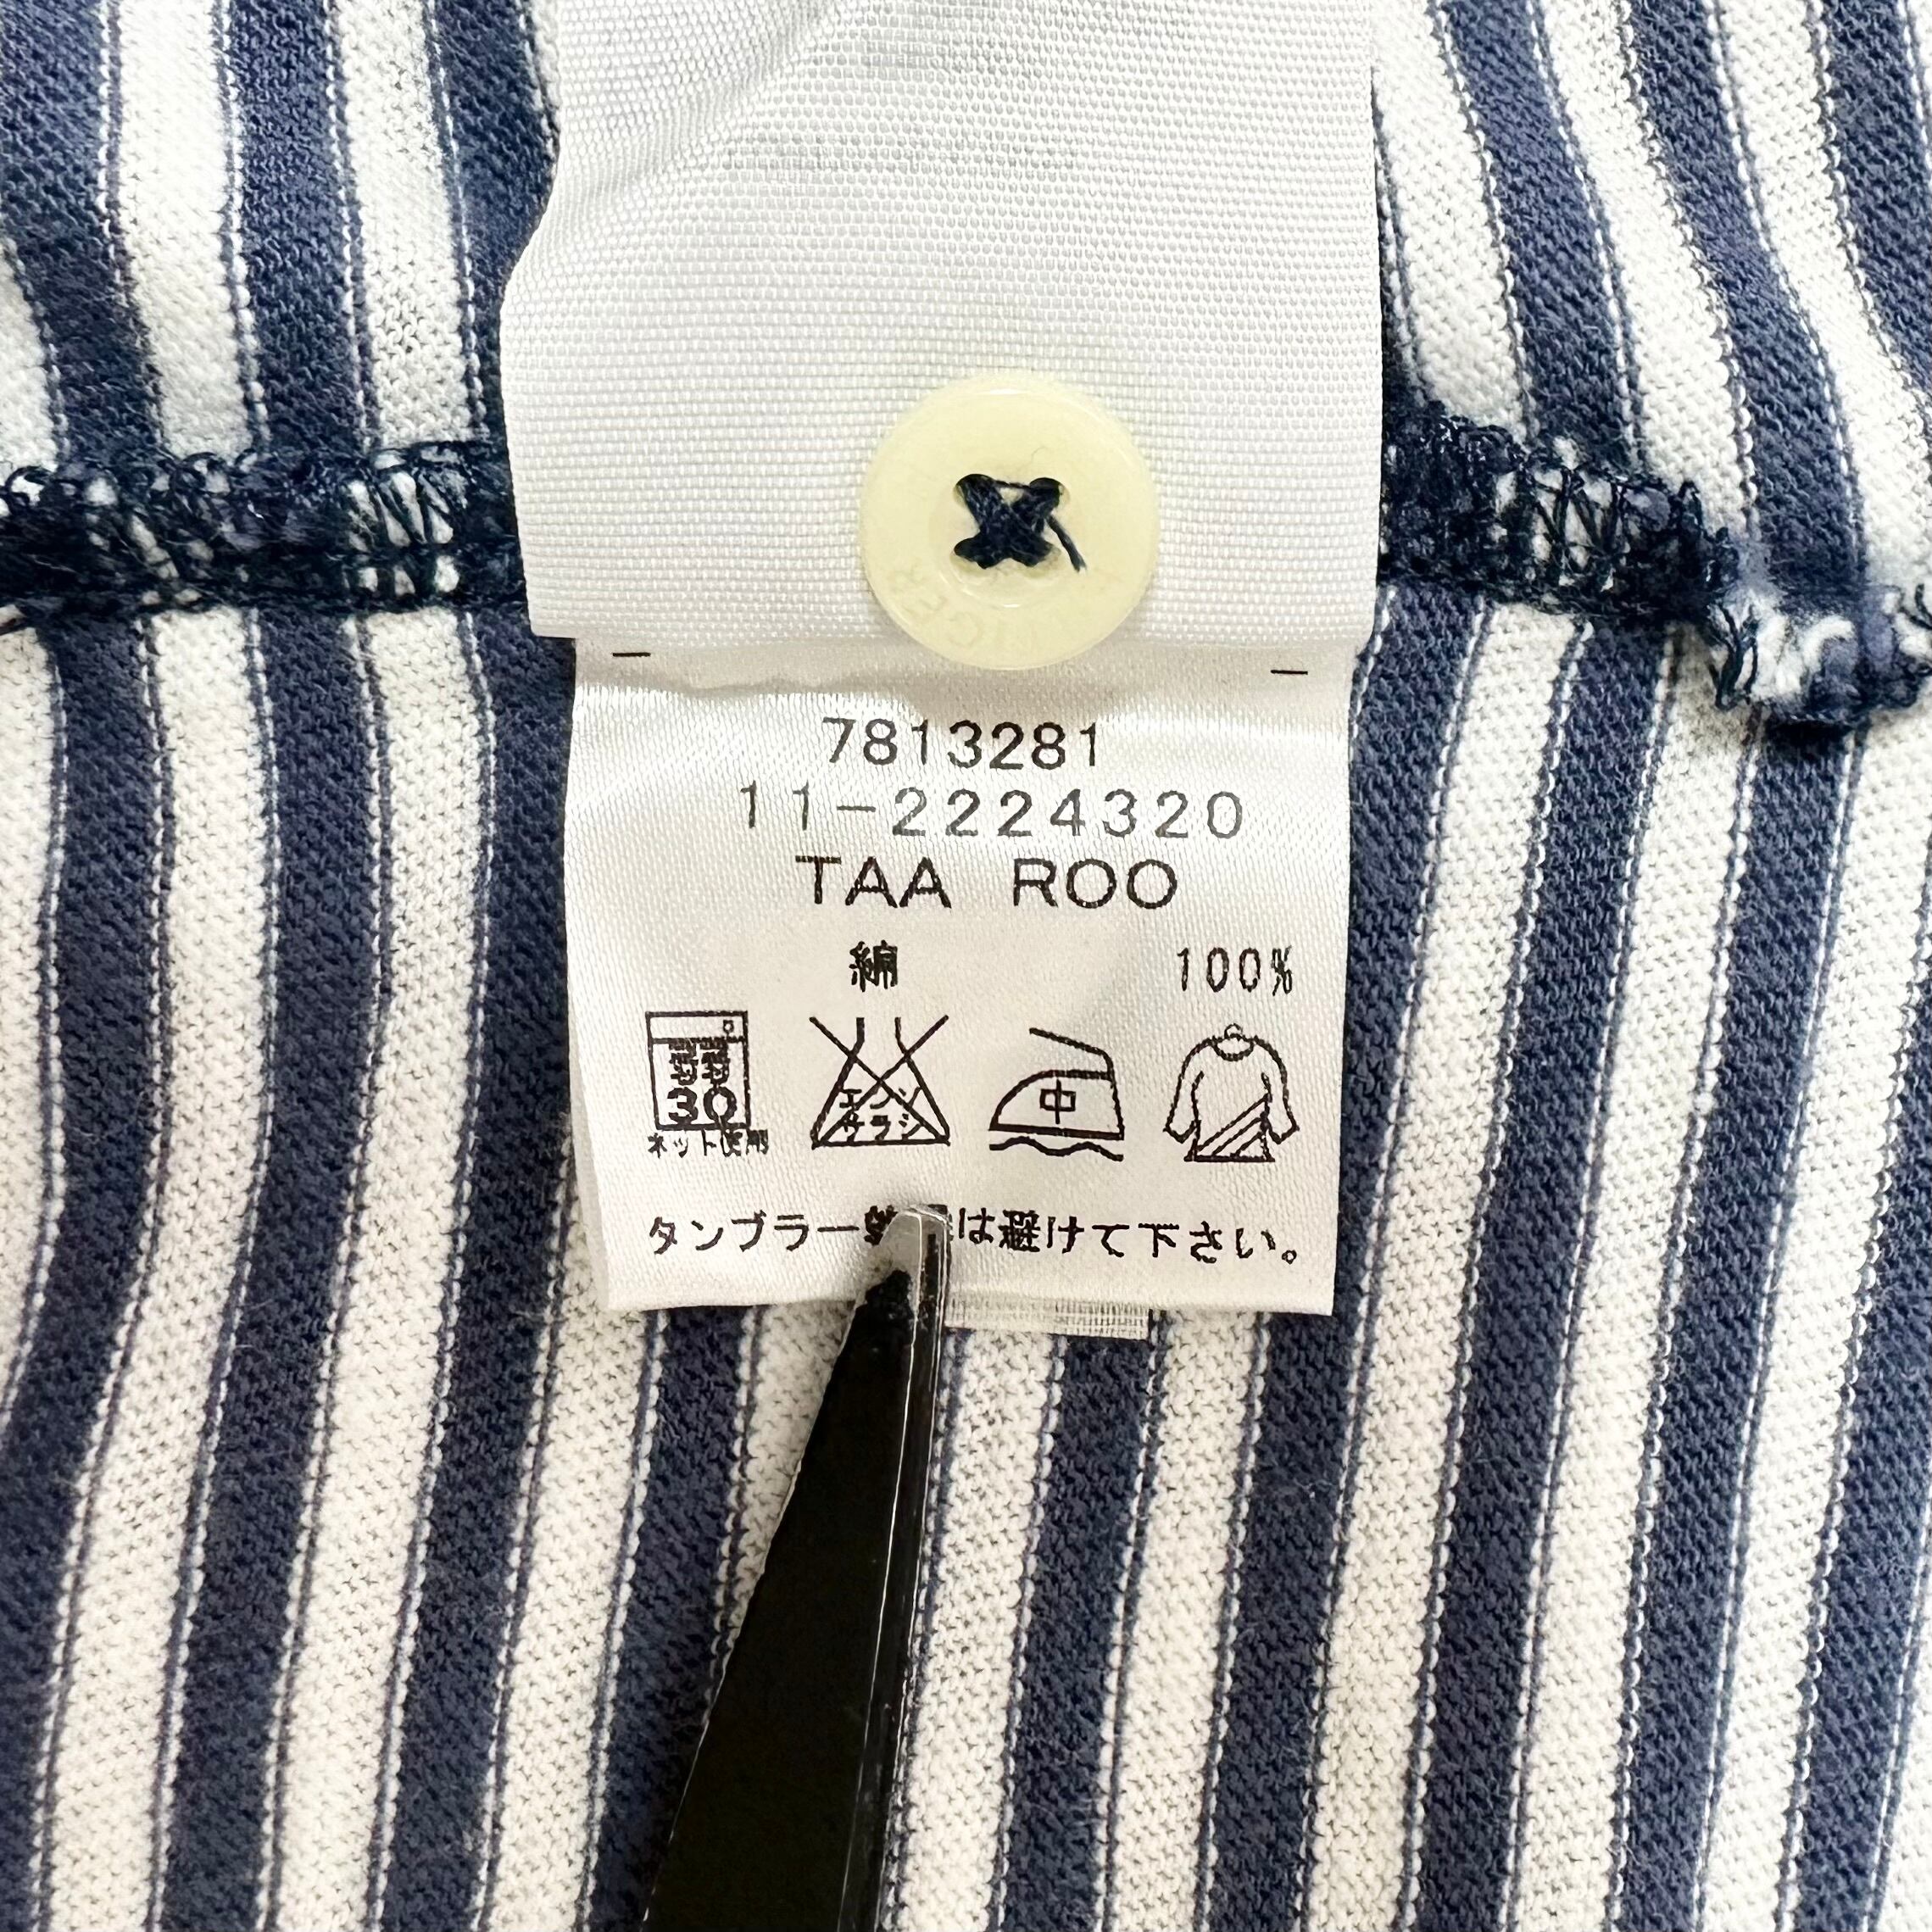 7813281
11-2224320
TAA ROO
綿 100%
30 エンソ サラシ 中
ネット使用
タンブラー は避けて下さい。